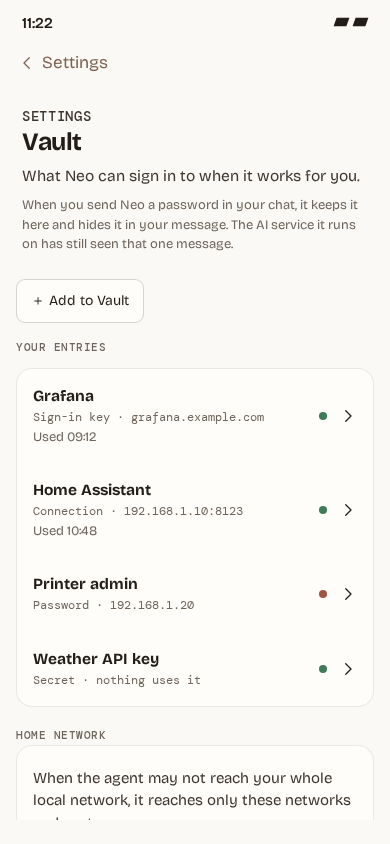 11:22
Settings
SETTINGS
Vault
What Neo can sign in to when it works for you.
When you send Neo a password in your chat, it keeps it
here and hides it in your message. The AI service it runs
on has still seen that one message.
+ Add to Vault
YOUR ENTRIES
Grafana
Sign-in key · grafana.example.com
Used 09:12
Home Assistant
Connection · 192.168.1.10:8123
Used 10:48
Printer admin
Password · 192.168.1.20
Weather API key
Secret · nothing uses it
HOME NETWORK
When the agent may not reach your whole
local network, it reaches only these networks